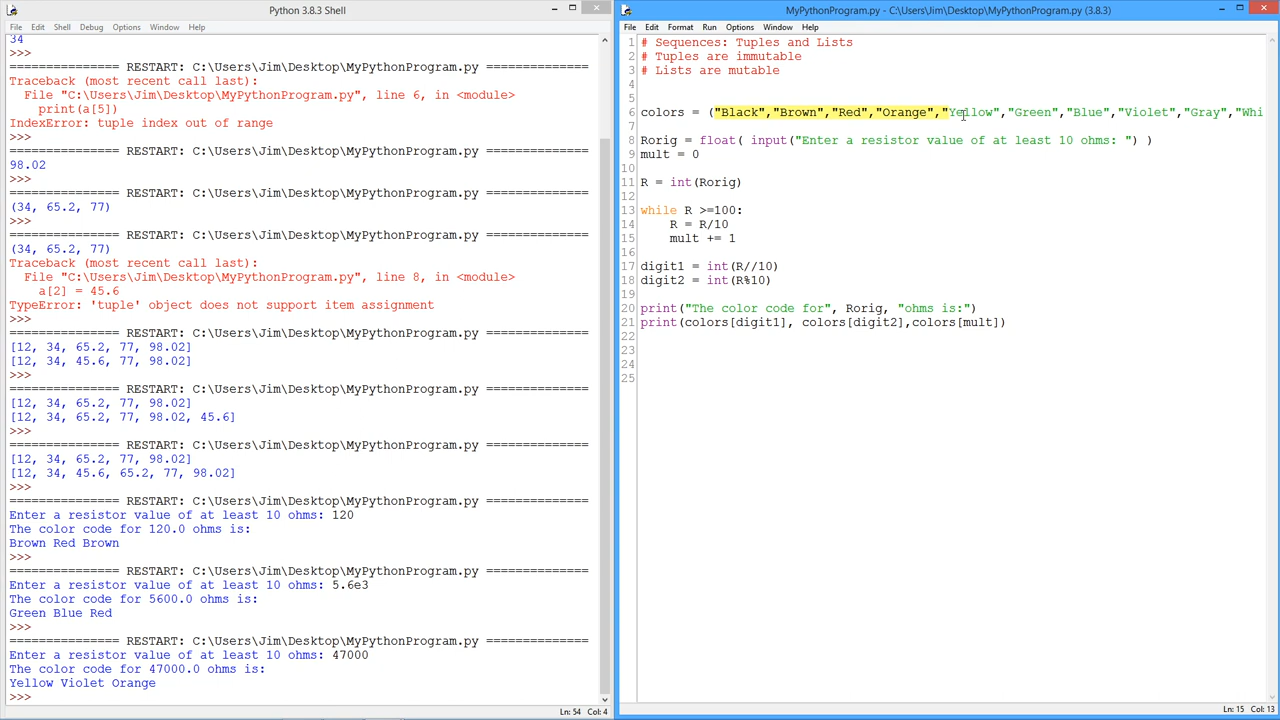 Python 3.8.3 Shell
File Edit Shell Debug Options Window Help
34
>>>
=============== RESTART: C:\Users\Jim\Desktop\MyPythonProgram.py ==============
Traceback (most recent call last):
  File "C:\Users\Jim\Desktop\MyPythonProgram.py", line 6, in <module>
    print(a[5])
IndexError: tuple index out of range
>>>
=============== RESTART: C:\Users\Jim\Desktop\MyPythonProgram.py ==============
98.02
>>>
=============== RESTART: C:\Users\Jim\Desktop\MyPythonProgram.py ==============
(34, 65.2, 77)
>>>
=============== RESTART: C:\Users\Jim\Desktop\MyPythonProgram.py ==============
(34, 65.2, 77)
Traceback (most recent call last):
  File "C:\Users\Jim\Desktop\MyPythonProgram.py", line 8, in <module>
    a[2] = 45.6
TypeError: 'tuple' object does not support item assignment
>>>
=============== RESTART: C:\Users\Jim\Desktop\MyPythonProgram.py ==============
[12, 34, 65.2, 77, 98.02]
[12, 34, 45.6, 77, 98.02]
>>>
=============== RESTART: C:\Users\Jim\Desktop\MyPythonProgram.py ==============
[12, 34, 65.2, 77, 98.02]
[12, 34, 65.2, 77, 98.02, 45.6]
>>>
=============== RESTART: C:\Users\Jim\Desktop\MyPythonProgram.py ==============
[12, 34, 65.2, 77, 98.02]
[12, 34, 45.6, 65.2, 77, 98.02]
>>>
=============== RESTART: C:\Users\Jim\Desktop\MyPythonProgram.py ==============
Enter a resistor value of at least 10 ohms: 120
The color code for 120.0 ohms is:
Brown Red Brown
>>>
=============== RESTART: C:\Users\Jim\Desktop\MyPythonProgram.py ==============
Enter a resistor value of at least 10 ohms: 5.6e3
The color code for 5600.0 ohms is:
Green Blue Red
>>>
=============== RESTART: C:\Users\Jim\Desktop\MyPythonProgram.py ==============
Enter a resistor value of at least 10 ohms: 47000
The color code for 47000.0 ohms is:
Yellow Violet Orange
>>>
Ln: 54 Col: 4
MyPythonProgram.py - C:\Users\Jim\Desktop\MyPythonProgram.py (3.8.3)
File Edit Format Run Options Window Help
1 # Sequences: Tuples and Lists
2 # Tuples are immutable
3 # Lists are mutable
4
5
6 colors = ("Black","Brown","Red","Orange","Yellow","Green","Blue","Violet","Gray","Whi
7
8 Rorig = float( input("Enter a resistor value of at least 10 ohms: ") )
9 mult = 0
10
11 R = int(Rorig)
12
13 while R >=100:
14     R = R/10
15     mult += 1
16
17 digit1 = int(R//10)
18 digit2 = int(R%10)
19
20 print("The color code for", Rorig, "ohms is:")
21 print(colors[digit1], colors[digit2],colors[mult])
22
23
24
25
Ln: 15 Col: 13